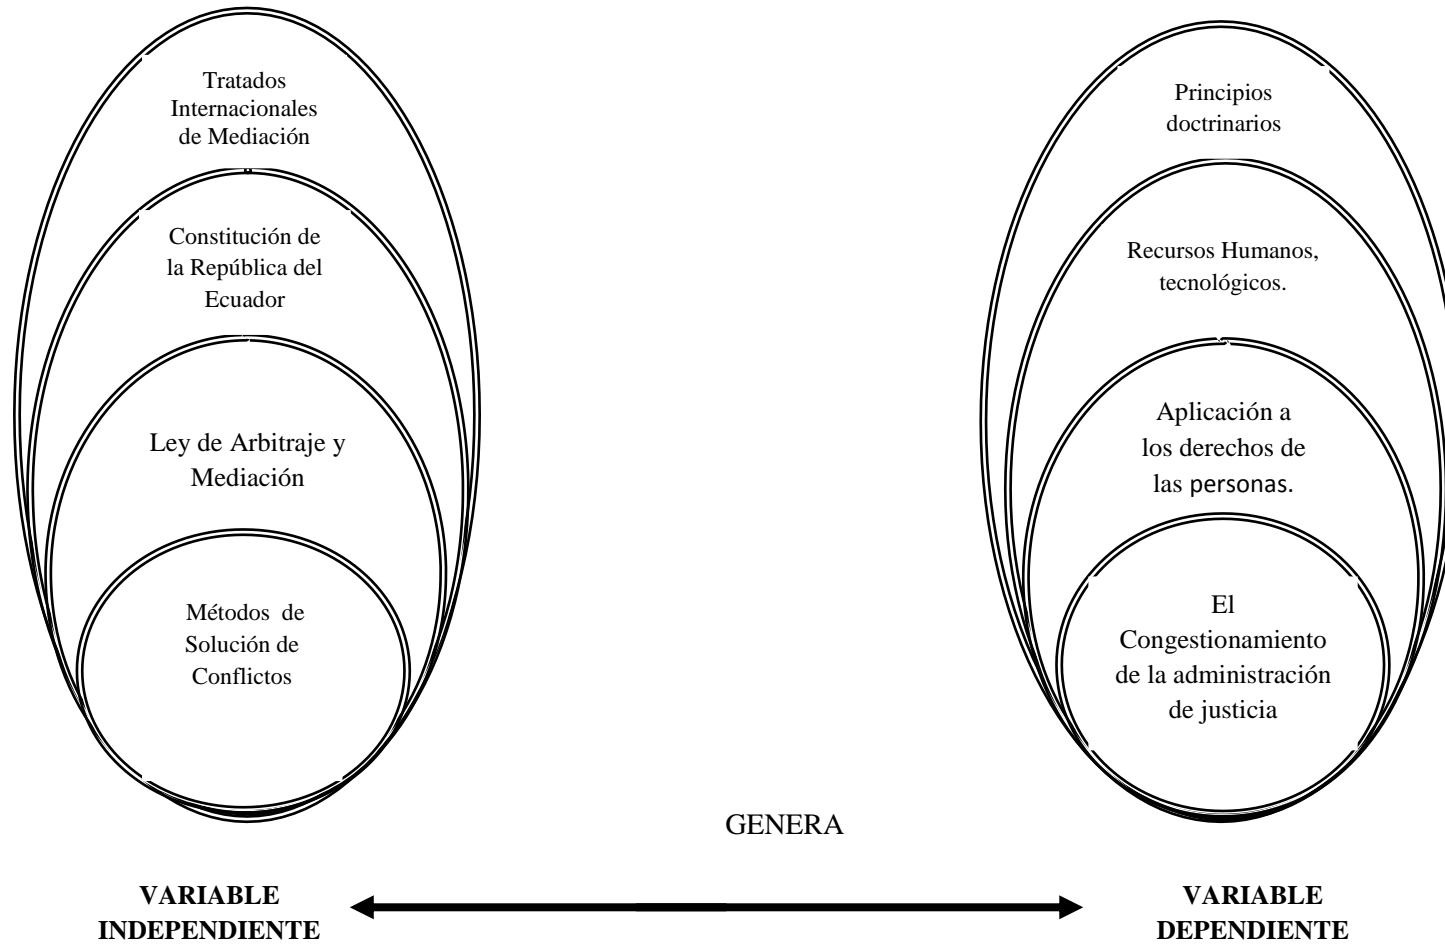 Tratados
Internacionales
de Mediación
Constitución de
la República del
Ecuador
Ley de Arbitraje y
Mediación
Métodos  de
Solución de
Conflictos
Principios
doctrinarios
Recursos Humanos,
tecnológicos.
Aplicación a
los derechos de
las personas.
El
Congestionamiento
de la administración
de justicia
GENERA
VARIABLE
INDEPENDIENTE
VARIABLE
DEPENDIENTE